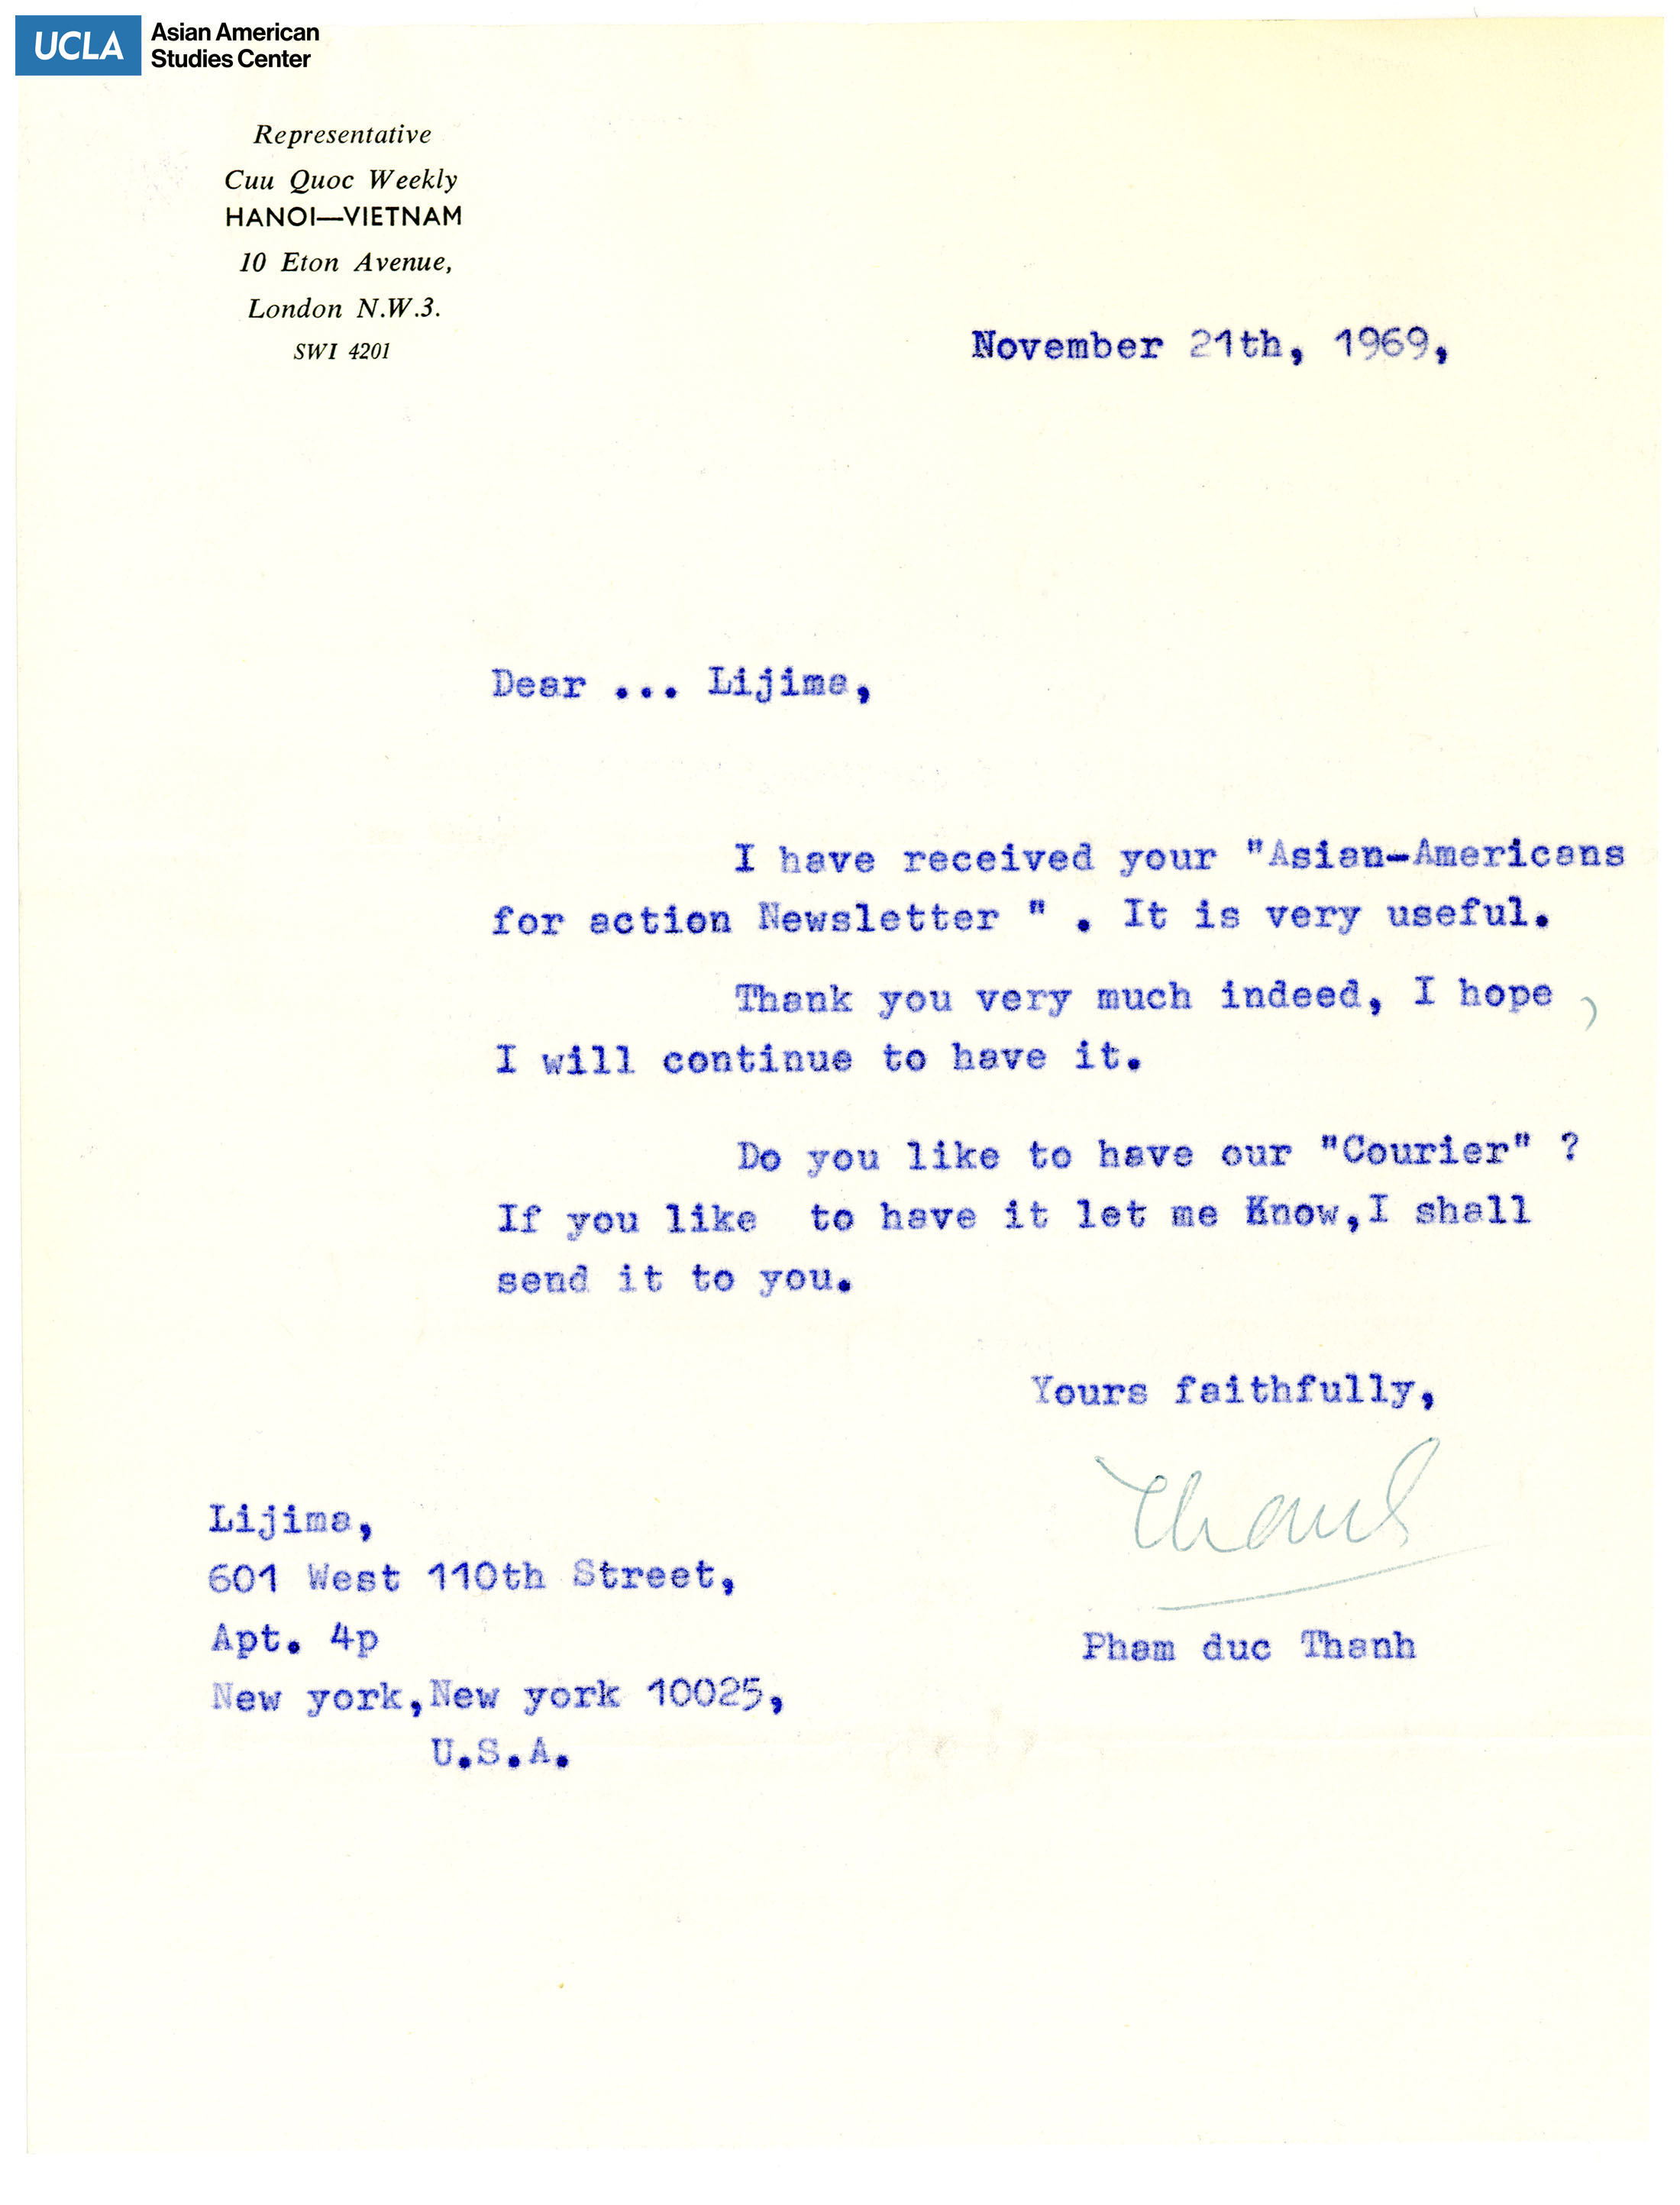 UCLA Asian American
Studies Center
Representative
Cuu Quoc Weekly
HANOI—VIETNAM
10 Eton Avenue,
London N.W.3.
SWI 4201
November 21th, 1969,
Dear ... Lijima,
I have received your "Asian-Americans
for action Newsletter " . It is very useful.
Thank you very much indeed, I hope ,
I will continue to have it.
Do you like to have our "Courier" ?
If you like  to have it let me Know,I shall
send it to you.
Yours faithfully,
Thanh
Lijima,
601 West 110th Street,
Apt. 4p
Pham duc Thanh
New york,New york 10025,
U.S.A.